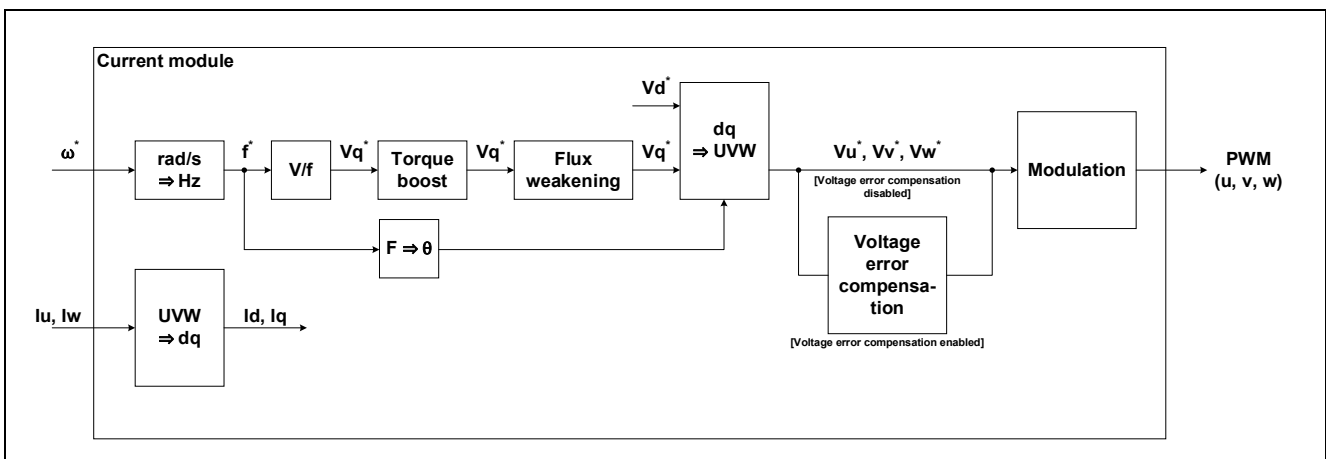 Current module
Vd*
ω*
rad/s
⇒ Hz
f*
V/f
Vq*
Torque
boost
Vq*
Flux
weakening
Vq*
dq
⇒ UVW
Vu*, Vv*, Vw*
[Voltage error compensation
disabled]
Modulation
PWM
(u, v, w)
F ⇒ θ
Voltage
error
compensa-
tion
[Voltage error compensation enabled]
Iu, Iw
UVW
⇒ dq
Id, Iq